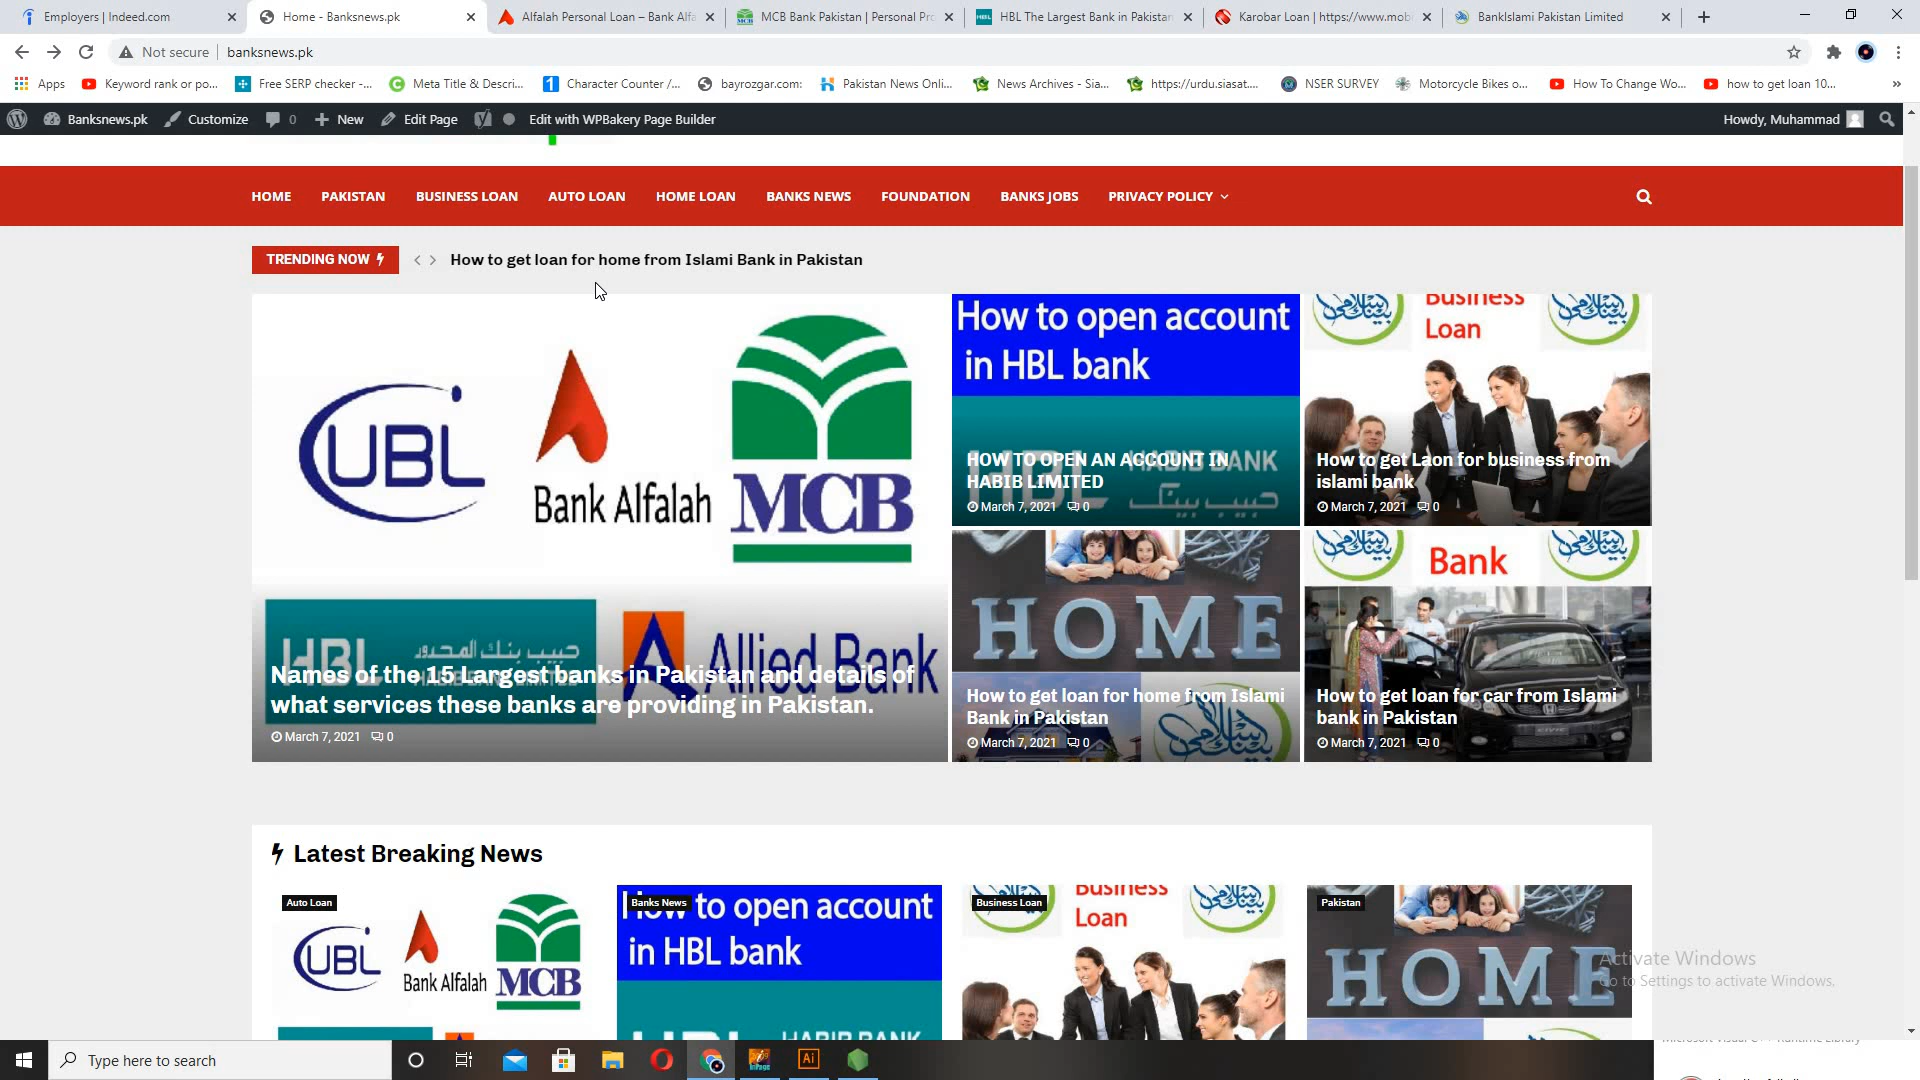 Employers | Indeed.com
Home - Banksnews.pk
Alfalah Personal Loan – Bank Alfa
MCB Bank Pakistan | Personal Pro
HBL The Largest Bank in Pakistan
Karobar Loan | https://www.mobi
BankIslami Pakistan Limited
Not secure
banksnews.pk
Apps
Keyword rank or po...
Free SERP checker -...
Meta Title & Descri...
Character Counter /...
bayrozgar.com:
Pakistan News Onli...
News Archives - Sia...
https://urdu.siasat....
NSER SURVEY
Motorcycle Bikes o...
How To Change Wo...
how to get loan 10...
Banksnews.pk
Customize
0
New
Edit Page
Edit with WPBakery Page Builder
Howdy, Muhammad
HOME
PAKISTAN
BUSINESS LOAN
AUTO LOAN
HOME LOAN
BANKS NEWS
FOUNDATION
BANKS JOBS
PRIVACY POLICY
TRENDING NOW
How to get loan for home from Islami Bank in Pakistan
UBL
Bank Alfalah
MCB
HBL
Allied Bank
Names of the 15 Largest banks in Pakistan and details of
what services these banks are providing in Pakistan.
March 7, 2021 0
How to open account
in HBL bank
HOW TO OPEN AN ACCOUNT IN
HABIB LIMITED
BANK
حبيب بينک
March 7, 2021 0
Business
Loan
How to get Laon for business from
islami bank
March 7, 2021 0
HOME
How to get loan for home from Islami
Bank in Pakistan
March 7, 2021 0
Bank
CIVIC
How to get loan for car from Islami
bank in Pakistan
March 7, 2021 0
Latest Breaking News
Auto Loan
UBL
Bank Alfalah
MCB
Banks News
How to open account
in HBL bank
HABIB BANK
Business Loan
Business
Loan
Pakistan
HOME
Activate Windows
Go to Settings to activate Windows.
Type here to search
Ai